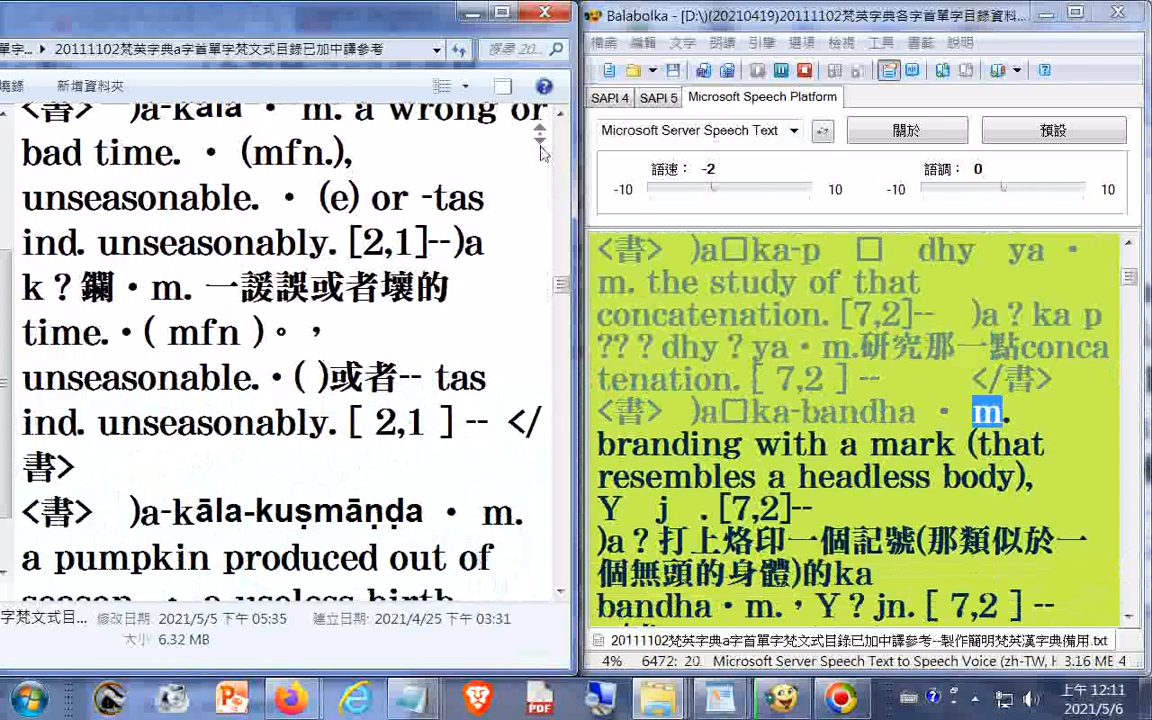 單字... ▸ 20111102梵英字典a字首單字梵文式目錄已加中譯參考
搜尋 20...
燒錄 新增資料夾
<書> )a-kāla • m. a wrong or
bad time. • (mfn.),
unseasonable. • (e) or -tas
ind. unseasonably. [2,1]--)a
k ? 鑭 • m. 一謾誤或者壞的
time. • ( mfn )。，
unseasonable. • ( )或者-- tas
ind. unseasonably. [ 2,1 ] -- </
書>
<書> )a-kāla-kuṣmāṇḍa • m.
a pumpkin produced out of
season. • a useless birth
字梵文式目... 修改日期: 2021/5/5 下午 05:35 建立日期: 2021/4/25 下午 03:31
大小: 6.32 MB
Balabolka - [D:\)(20210419)20111102梵英字典各字首單字目錄資料...
檔案 編輯 文字 朗讀 引擎 選項 檢視 工具 書籤 說明
SAPI 4 SAPI 5 Microsoft Speech Platform
Microsoft Server Speech Text 關於 預設
語速： -2 語調： 0
-10 10 -10 10
<書> )a□ka-p □ dhy ya •
m. the study of that
concatenation. [7,2]-- )a ? ka p
?? ? dhy ? ya • m.研究那一點conca
tenation. [ 7,2 ] -- </書>
<書> )a□ka-bandha • m.
branding with a mark (that
resembles a headless body),
Y j . [7,2]--
)a ? 打上烙印一個記號(那類似於一
個無頭的身體)的ka
bandha • m.，Y ? jn. [ 7,2 ] --
20111102梵英字典a字首單字梵文式目錄已加中譯參考--製作簡明梵英漢字典備用.txt
4% 6472: 20. Microsoft Server Speech Text to Speech Voice (zh-TW, H 3.16 ME 4
PDF
上午 12:11
2021/5/6